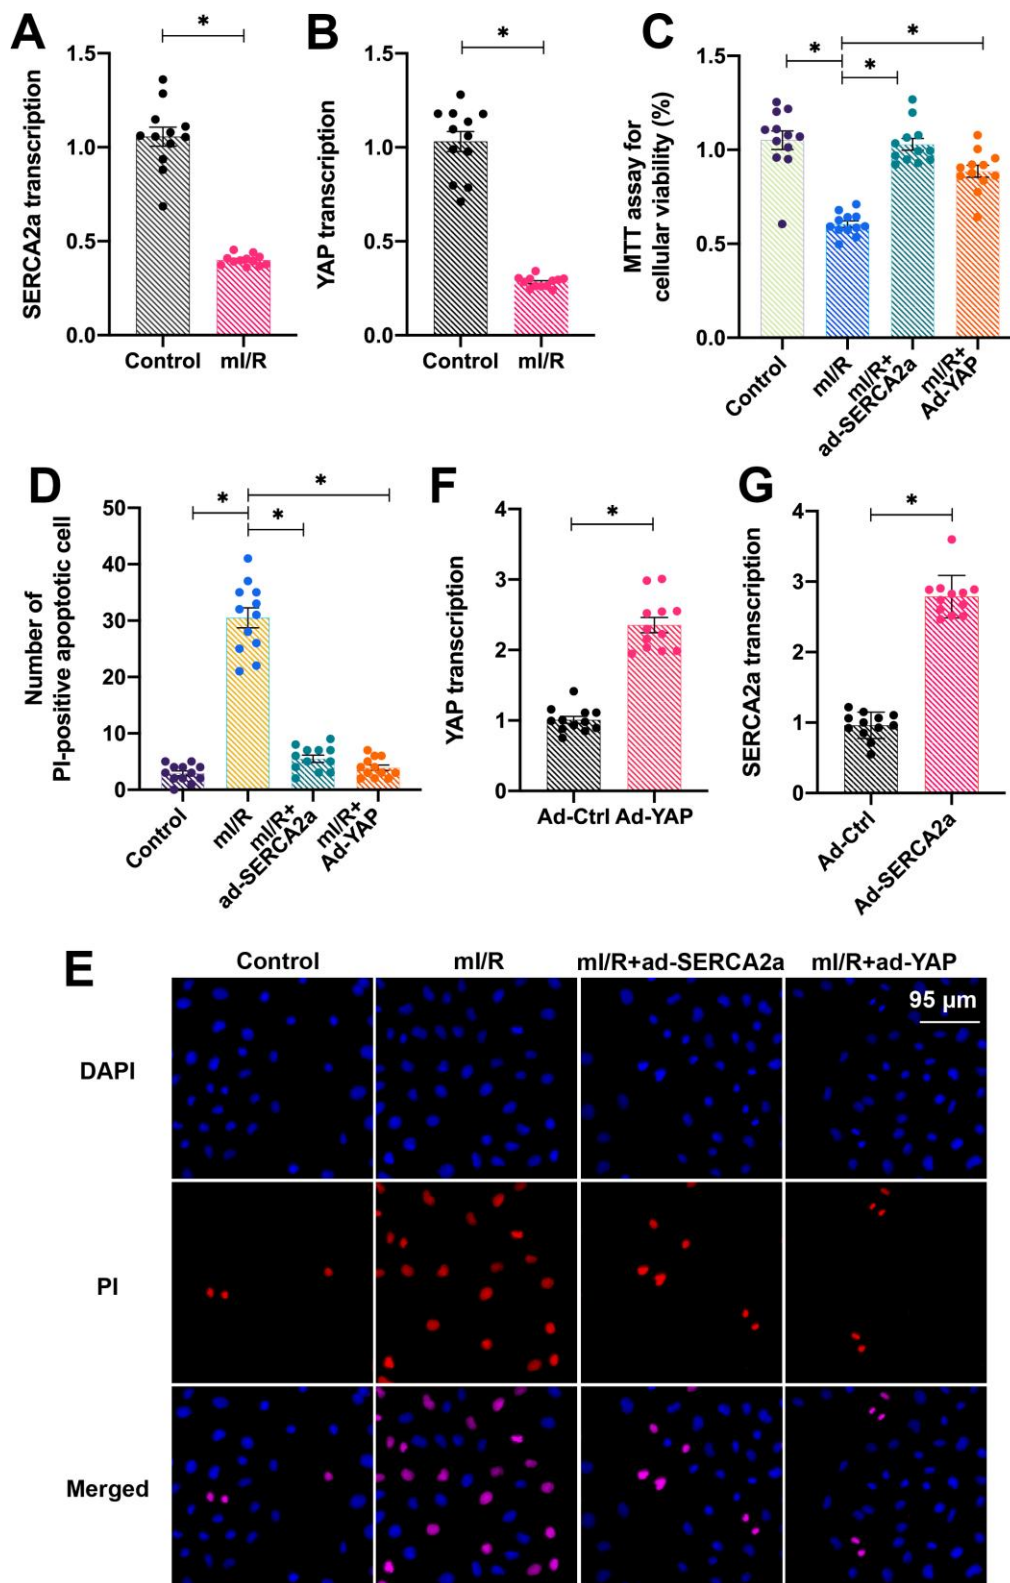 A
SERCA2a transcription
1.5
1.0
0.5
0.0
*
Control
mI/R
B
YAP transcription
1.5
1.0
0.5
0.0
*
Control
mI/R
C
MTT assay for
cellular viability (%)
1.5
1.0
0.5
0.0
*
*
*
Control
mI/R
mI/R+
ad-SERCA2a
mI/R+
Ad-YAP
D
Number of
PI-positive apoptotic cell
50
40
30
20
10
0
*
*
*
Control
mI/R
mI/R+
ad-SERCA2a
mI/R+
Ad-YAP
F
YAP transcription
4
3
2
1
0
*
Ad-Ctrl
Ad-YAP
G
SERCA2a transcription
4
3
2
1
0
*
Ad-Ctrl
Ad-SERCA2a
E
Control
mI/R
mI/R+ad-SERCA2a
mI/R+ad-YAP
95 µm
DAPI
PI
Merged